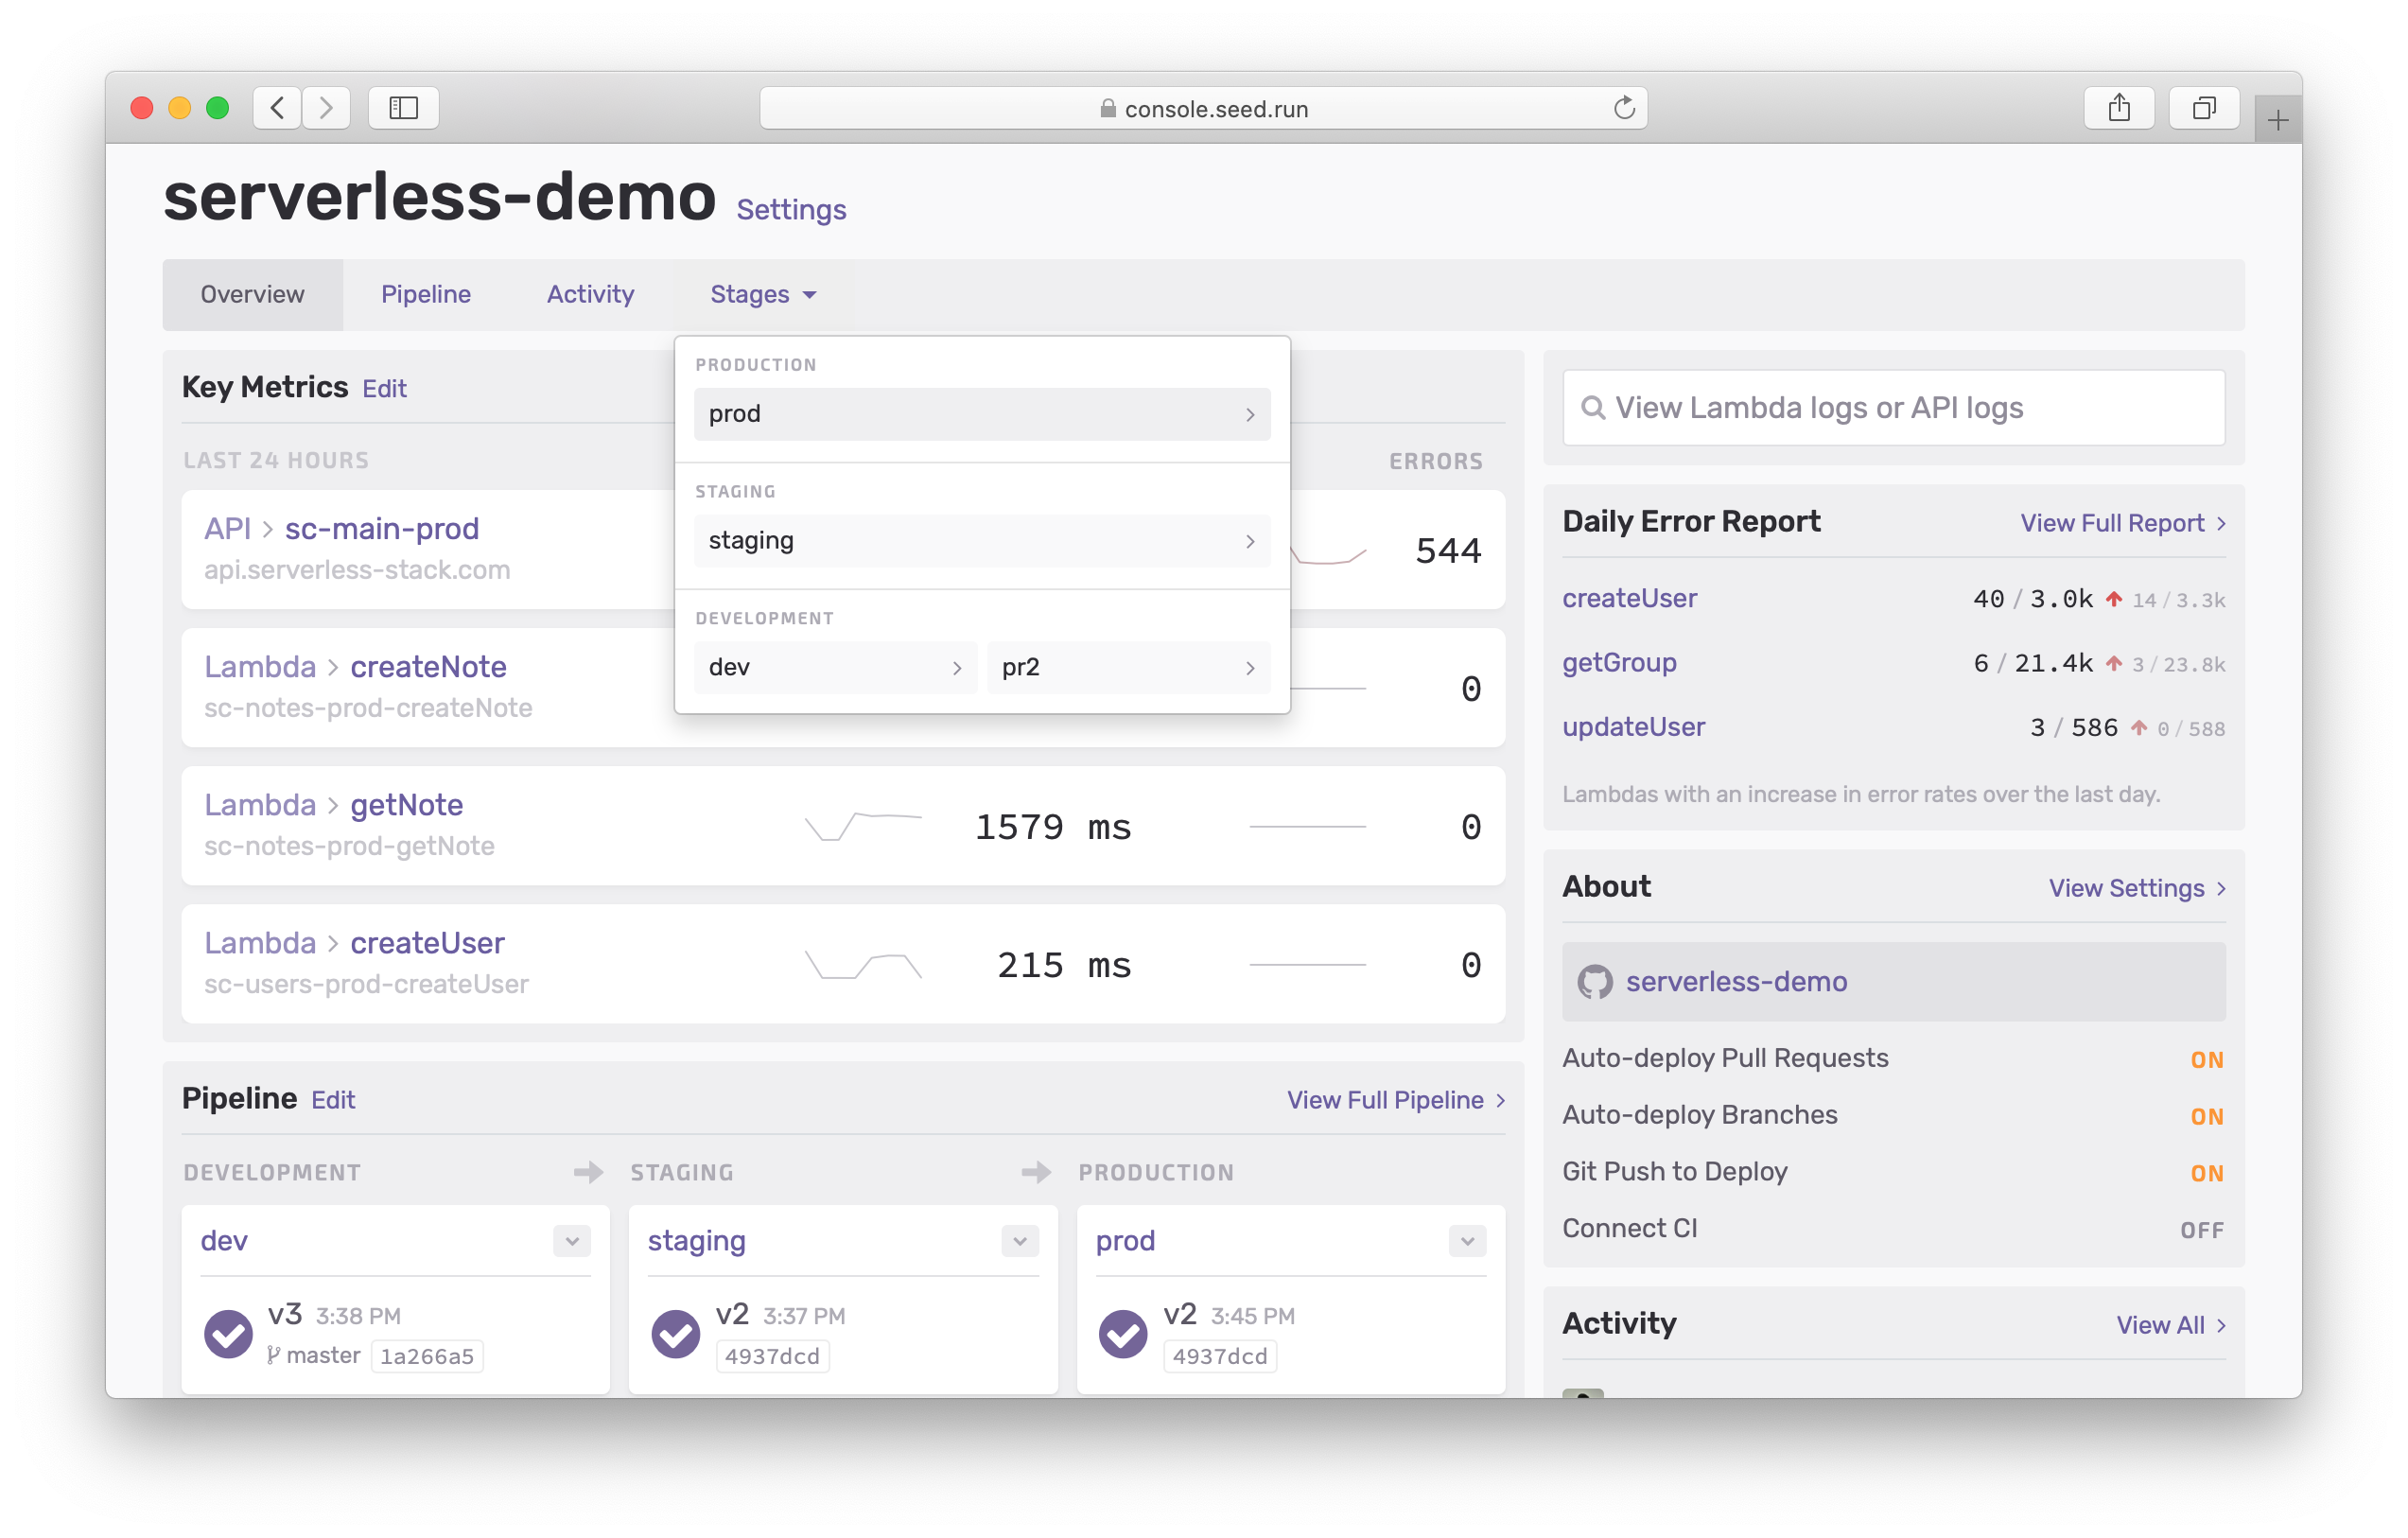 console.seed.run
serverless-demo Settings
Overview Pipeline Activity Stages
PRODUCTION
prod
STAGING
staging
DEVELOPMENT
dev pr2
Key Metrics Edit
LAST 24 HOURS ERRORS
API > sc-main-prod
api.serverless-stack.com
544
Lambda > createNote
sc-notes-prod-createNote
0
Lambda > getNote
sc-notes-prod-getNote
1579 ms 0
Lambda > createUser
sc-users-prod-createUser
215 ms 0
Pipeline Edit View Full Pipeline >
DEVELOPMENT STAGING PRODUCTION
dev
v3 3:38 PM
master 1a266a5
staging
v2 3:37 PM
4937dcd
prod
v2 3:45 PM
4937dcd
View Lambda logs or API logs
Daily Error Report View Full Report >
createUser 40 / 3.0k 14 / 3.3k
getGroup 6 / 21.4k 3 / 23.8k
updateUser 3 / 586 0 / 588
Lambdas with an increase in error rates over the last day.
About View Settings >
serverless-demo
Auto-deploy Pull Requests ON
Auto-deploy Branches ON
Git Push to Deploy ON
Connect CI OFF
Activity View All >